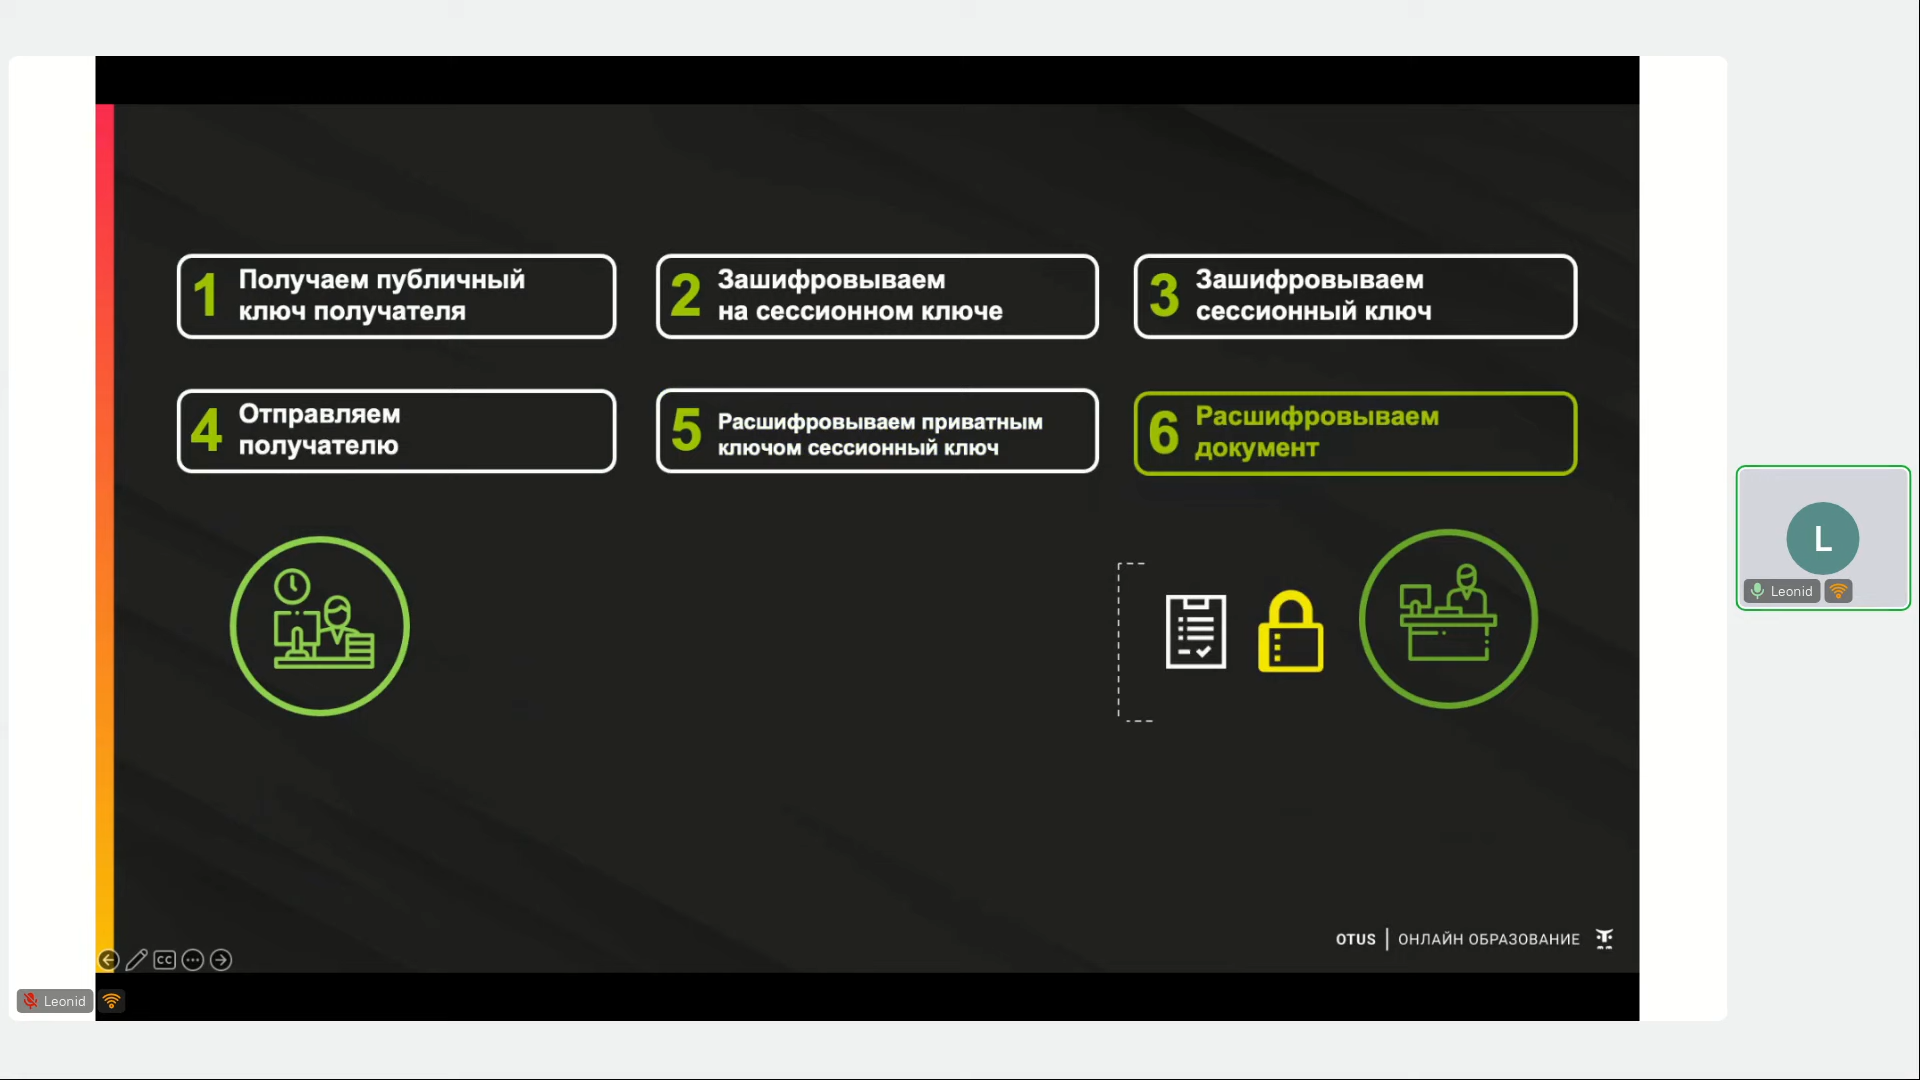 1 Получаем публичный
ключ получателя
2 Зашифровываем
на сессионном ключе
3 Зашифровываем
сессионный ключ
4 Отправляем
получателю
5 Расшифровываем приватным
ключом сессионный ключ
6 Расшифровываем
документ
L
Leonid
OTUS | ОНЛАЙН ОБРАЗОВАНИЕ
CC
Leonid